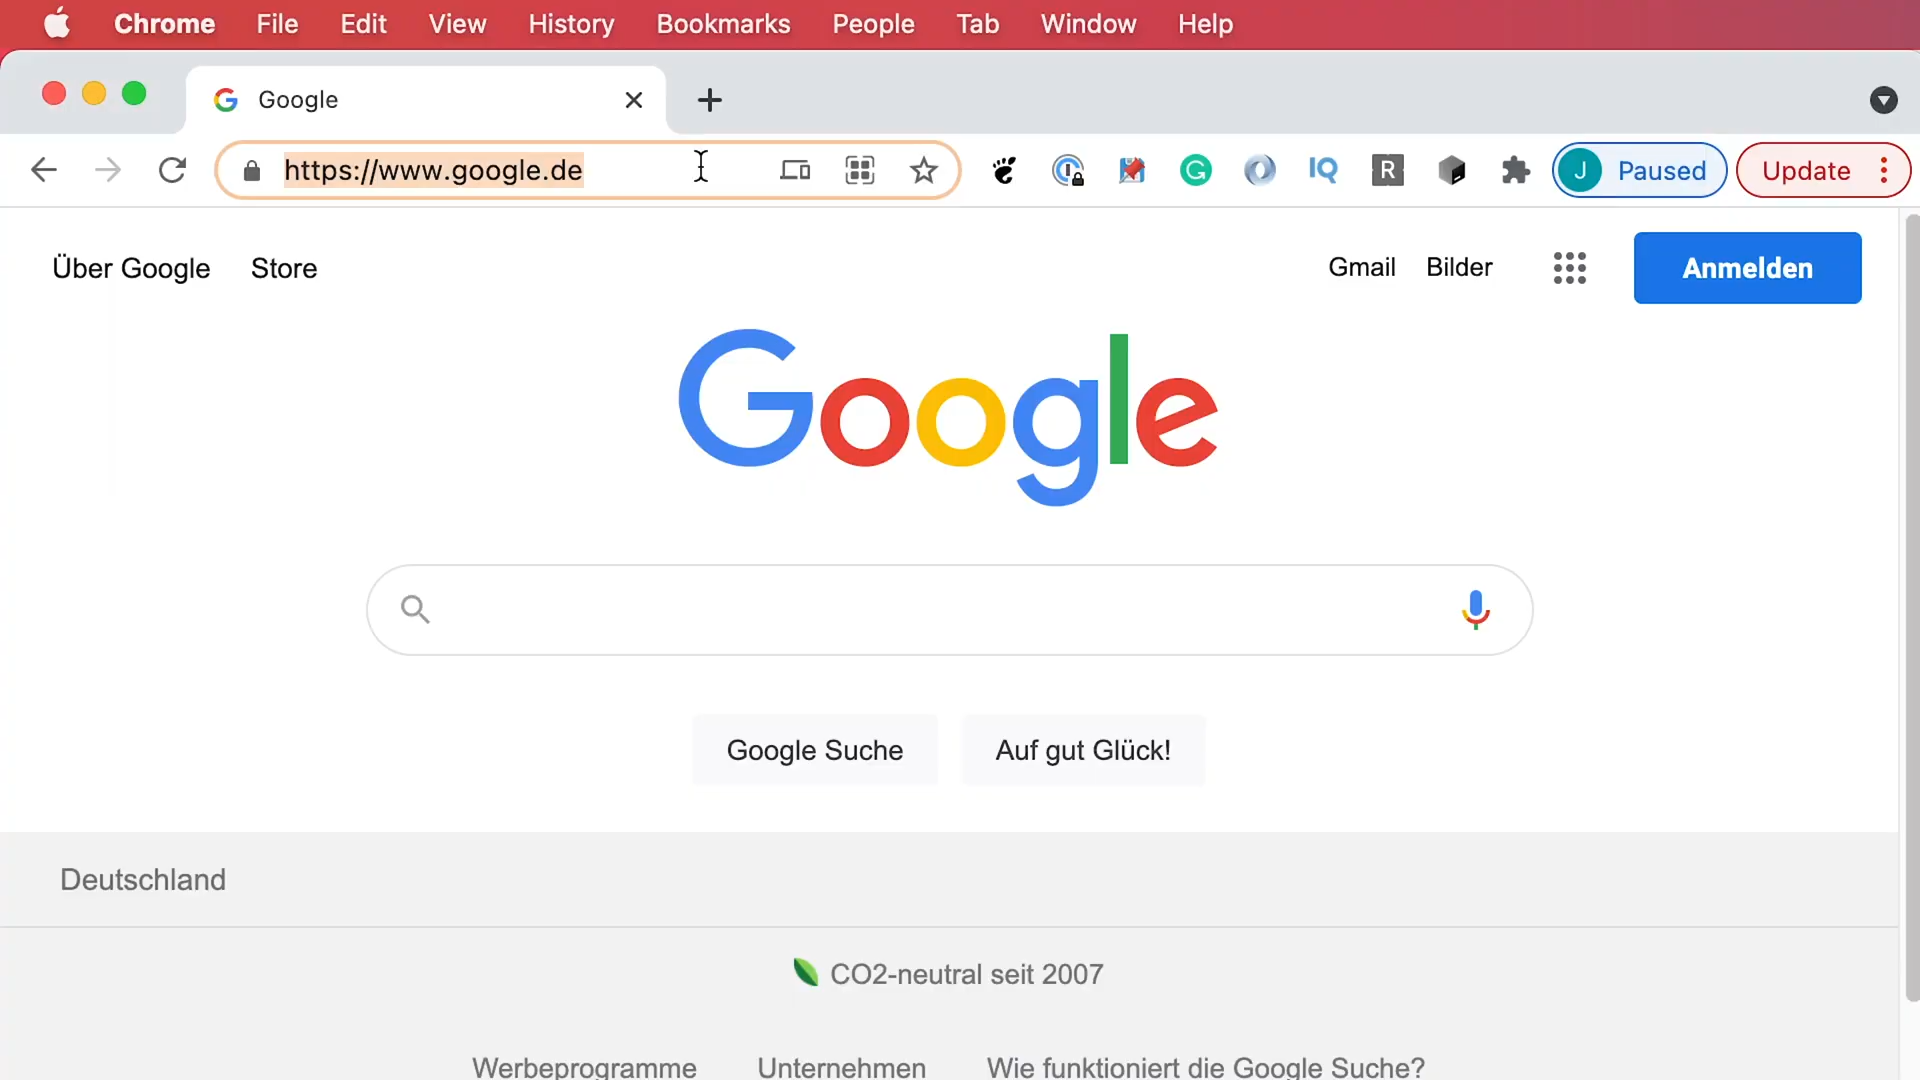 Chrome File Edit View History Bookmarks People Tab Window Help
Google
https://www.google.de
IQ
R
J Paused
Update
Über Google Store
Gmail Bilder
Anmelden
Google
Google Suche
Auf gut Glück!
Deutschland
CO2-neutral seit 2007
Werbeprogramme Unternehmen Wie funktioniert die Google Suche?